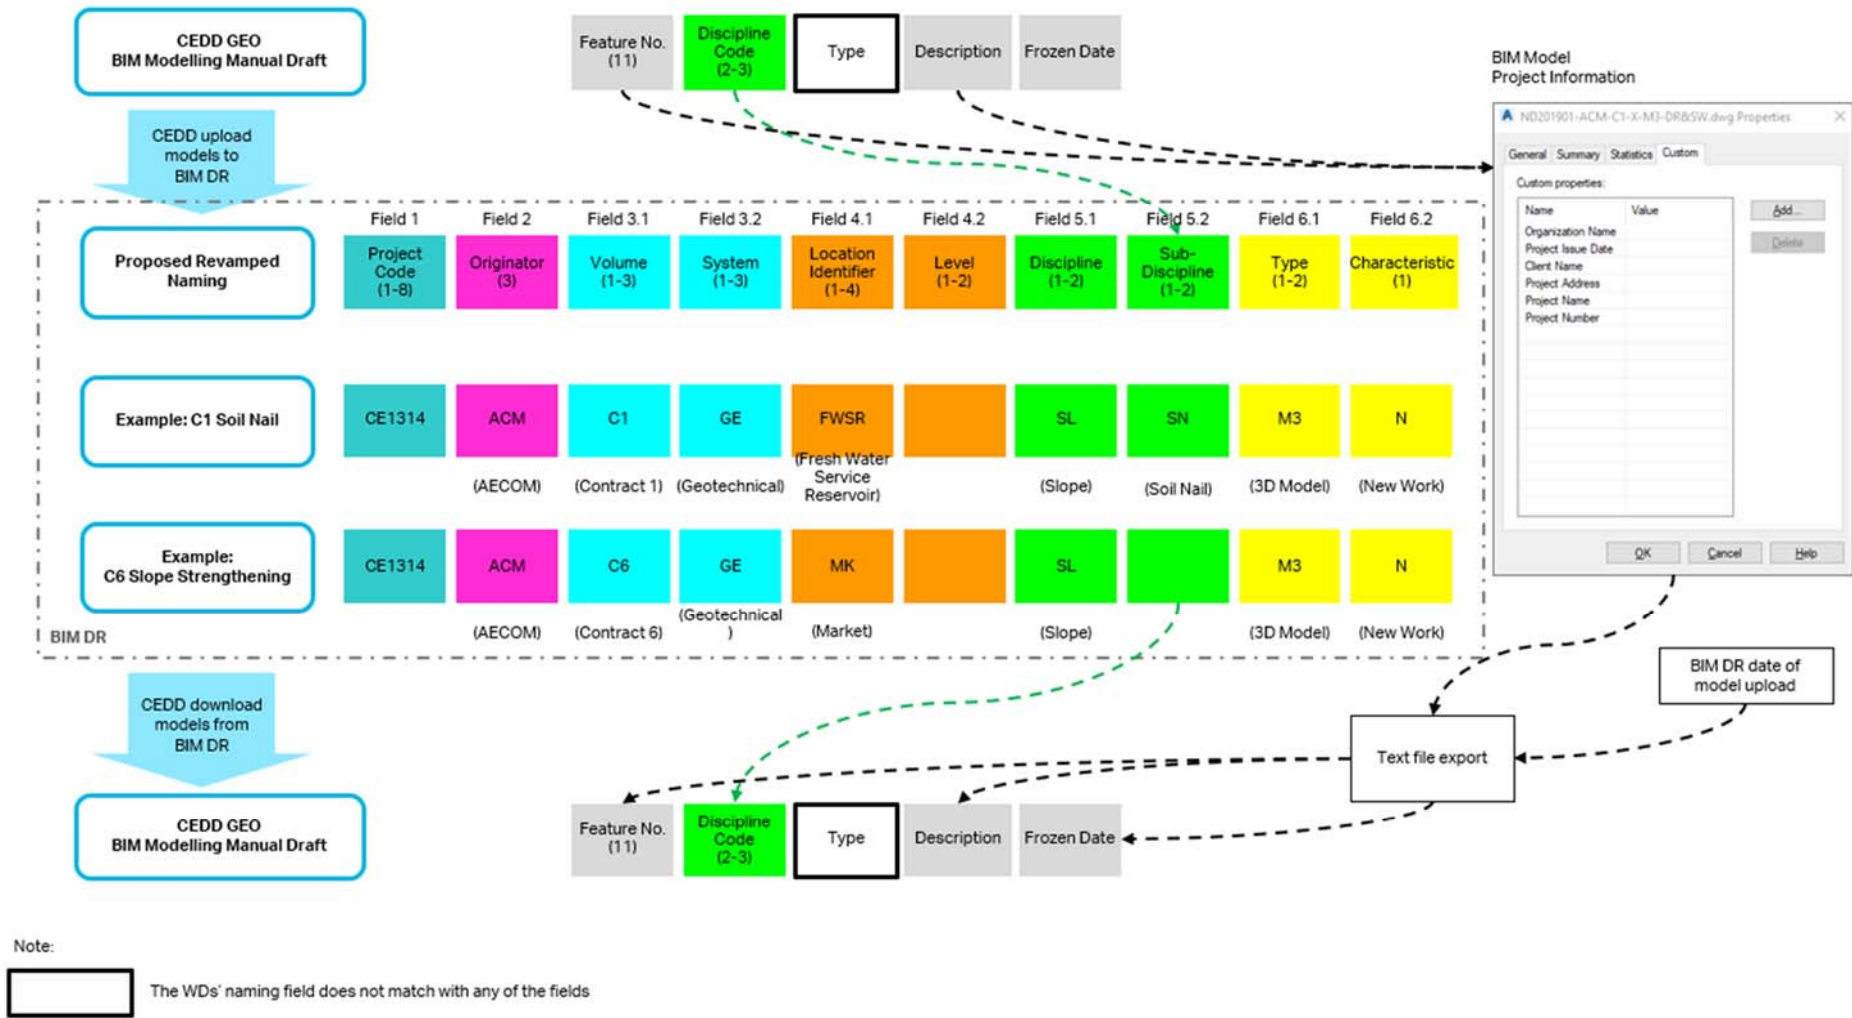 CEDD GEO
BIM Modelling Manual Draft
Feature No.
(11)
Discipline
Code
(2-3)
Type
Description
Frozen Date
BIM Model
Project Information
CEDD upload
models to
BIM DR
ND201901-ACM-C1-X-M3-DR&SW.dwg Properties
General Summary Statistics Custom
Custom properties:
Name Value
Add...
Delete
Organization Name
Project Issue Date
Client Name
Project Address
Project Name
Project Number
OK Cancel Help
Field 1 Field 2 Field 3.1 Field 3.2 Field 4.1 Field 4.2 Field 5.1 Field 5.2 Field 6.1 Field 6.2
Proposed Revamped
Naming
Project
Code
(1-8)
Originator
(3)
Volume
(1-3)
System
(1-3)
Location
Identifier
(1-4)
Level
(1-2)
Discipline
(1-2)
Sub-
Discipline
(1-2)
Type
(1-2)
Characteristic
(1)
Example: C1 Soil Nail
CE1314 ACM C1 GE FWSR SL SN M3 N
(AECOM) (Contract 1) (Geotechnical)
(Fresh Water
Service
Reservoir)
(Slope) (Soil Nail) (3D Model) (New Work)
Example:
C6 Slope Strengthening
CE1314 ACM C6 GE MK SL M3 N
(AECOM) (Contract 6)
(Geotechnical
)
(Market) (Slope) (3D Model) (New Work)
BIM DR
BIM DR date of
model upload
CEDD download
models from
BIM DR
Text file export
CEDD GEO
BIM Modelling Manual Draft
Feature No.
(11)
Discipline
Code
(2-3)
Type
Description
Frozen Date
Note:
The WDs' naming field does not match with any of the fields